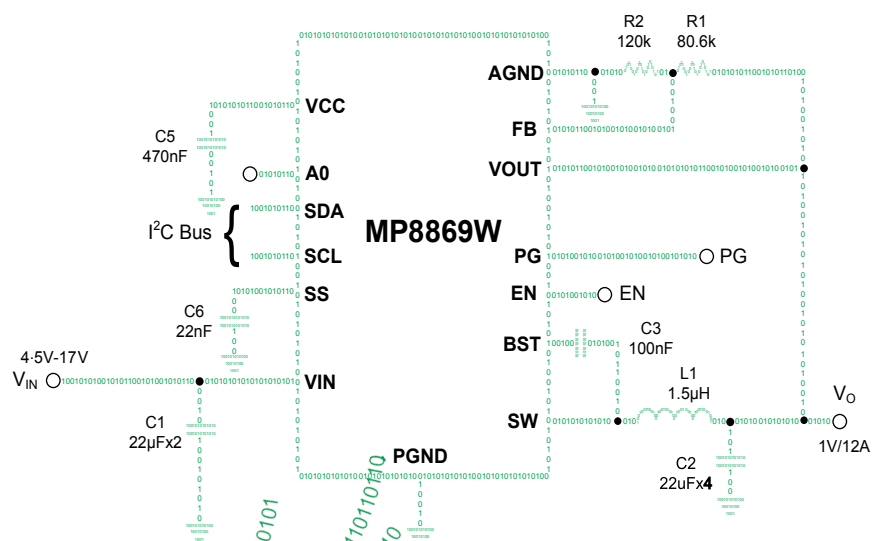 R2 R1
120k 80.6k
AGND
VCC
C5
470nF
FB
VOUT
A0
SDA
I²C Bus
MP8869W
SCL
PG PG
SS
EN EN
C6
22nF
BST
C3
100nF
4·5V-17V
VIN
VIN
L1
1.5µH
VO
SW
1V/12A
C1
22µFx2
PGND
C2
22uFx4